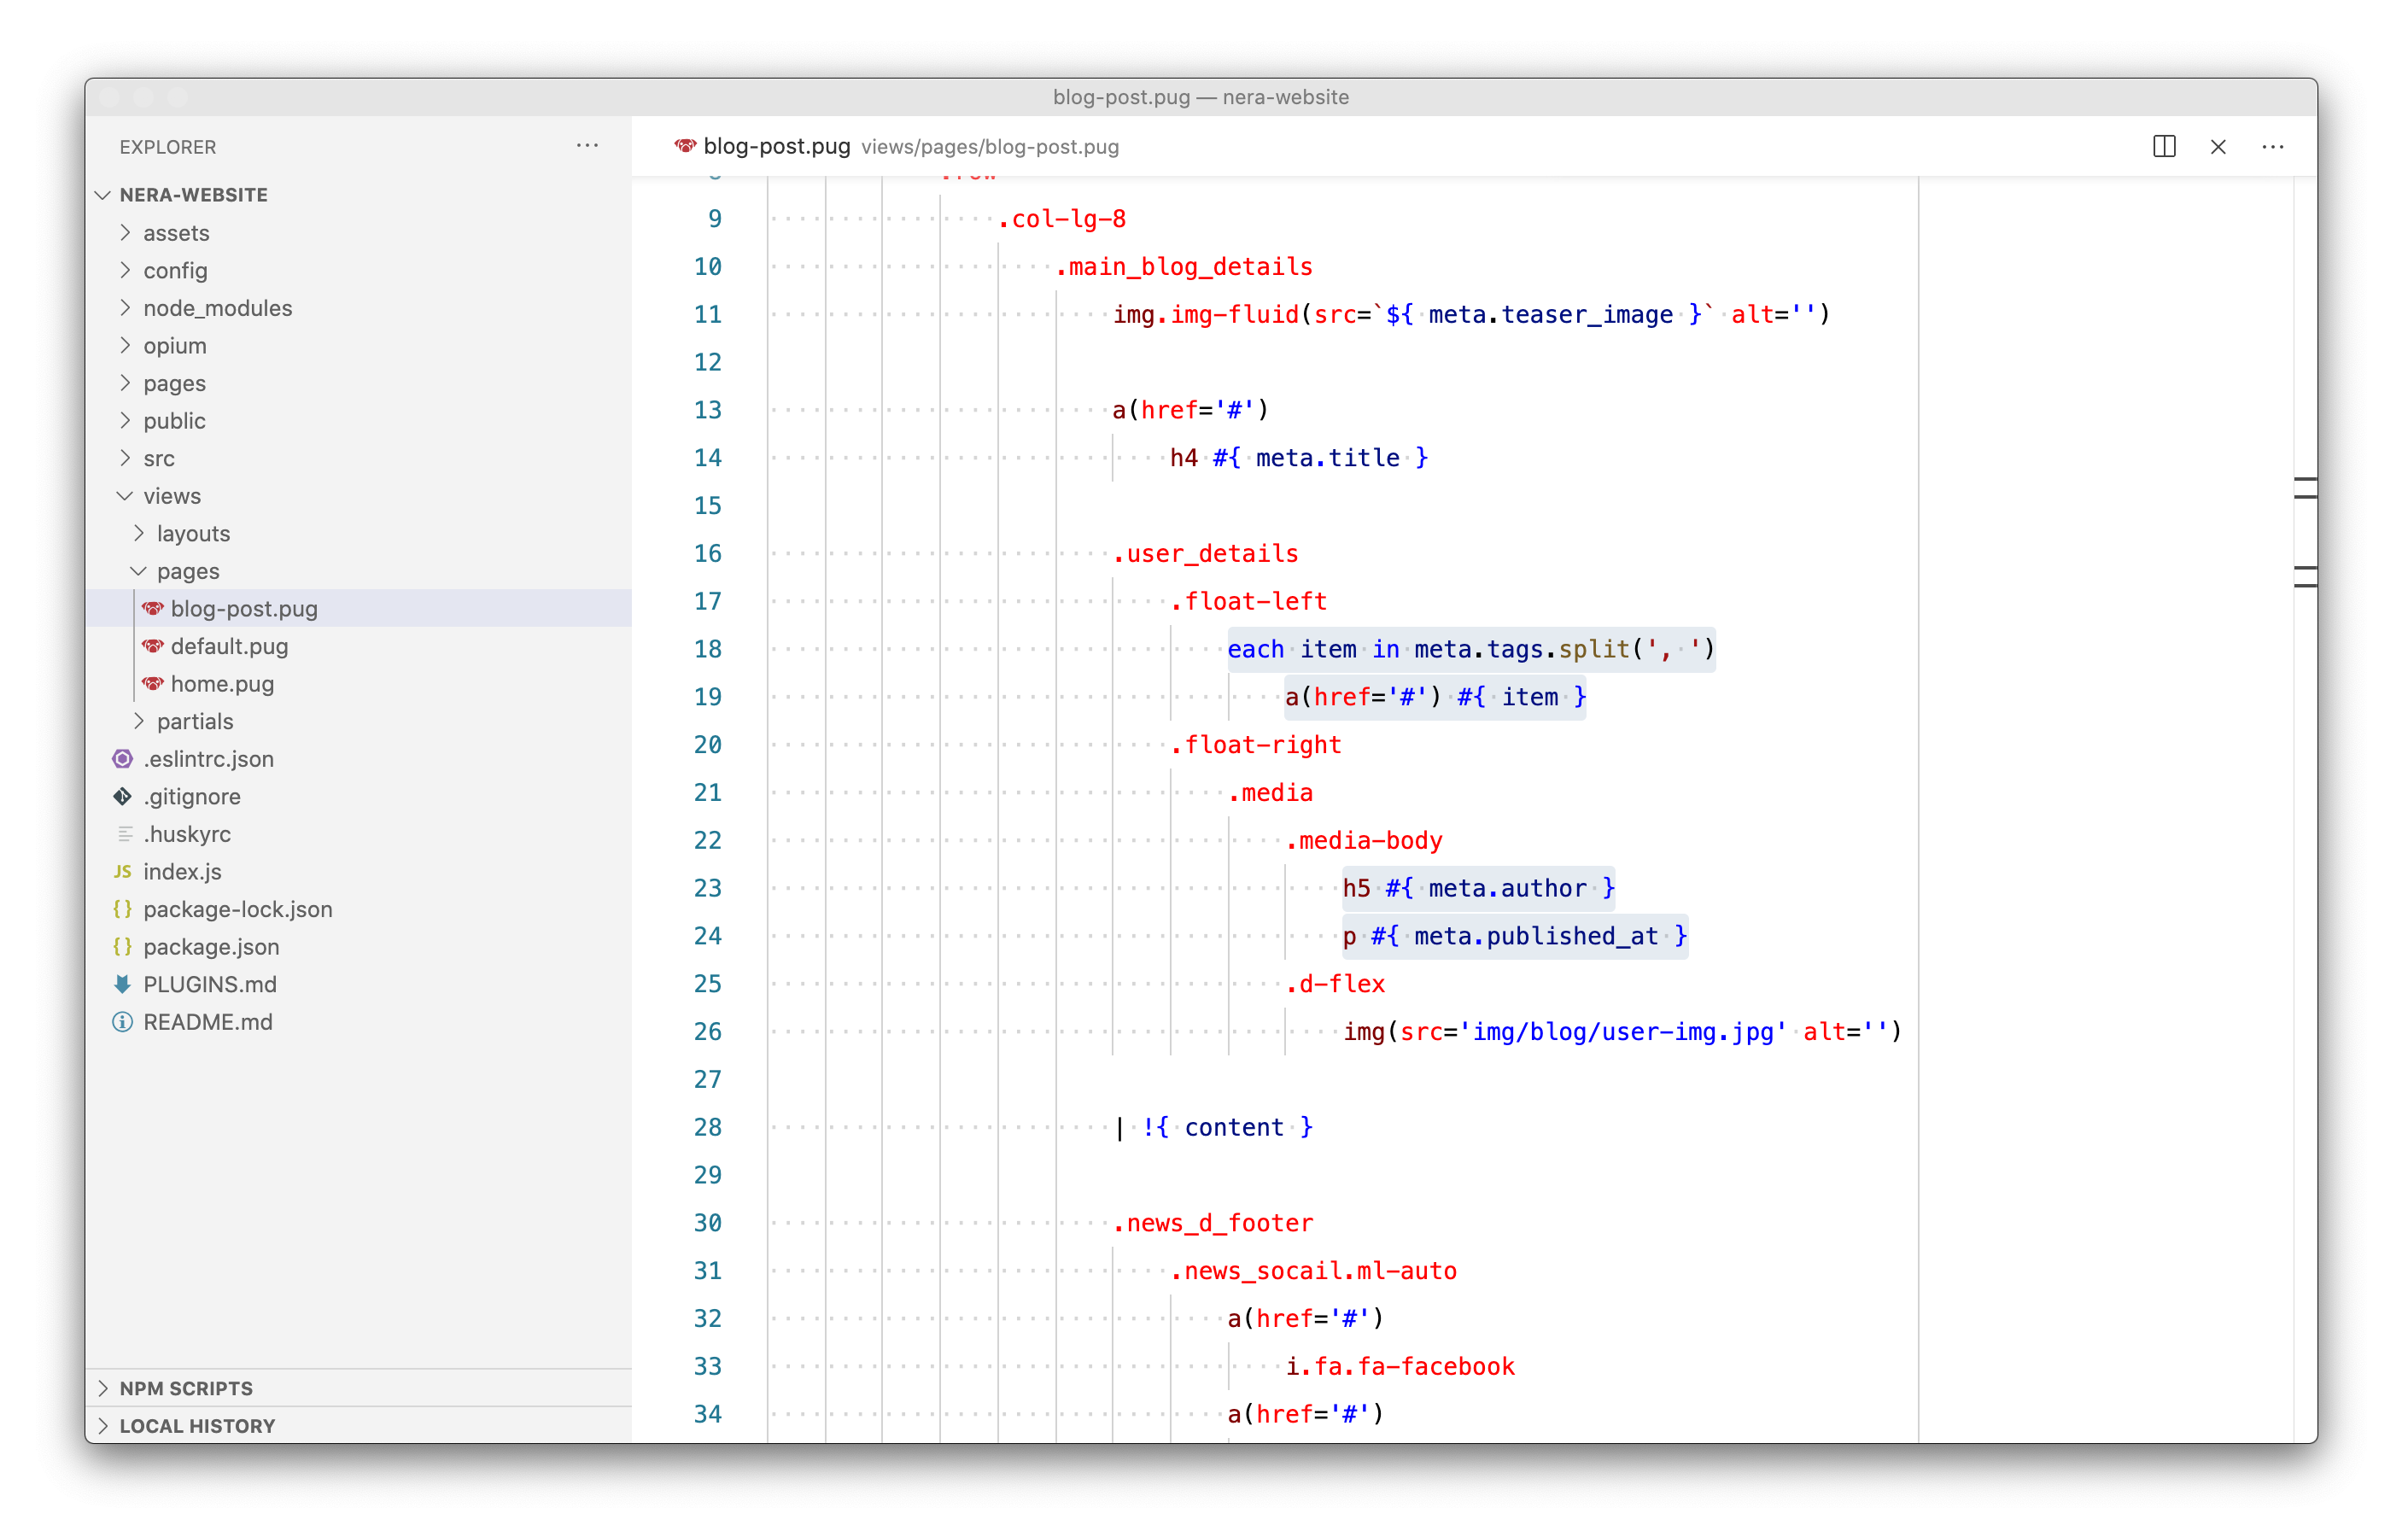 blog-post.pug — nera-website
EXPLORER
NERA-WEBSITE
assets
config
node_modules
opium
pages
public
src
views
layouts
pages
blog-post.pug
default.pug
home.pug
partials
.eslintrc.json
.gitignore
.huskyrc
JS index.js
{} package-lock.json
{} package.json
PLUGINS.md
README.md
NPM SCRIPTS
LOCAL HISTORY
blog-post.pug views/pages/blog-post.pug
9 .col-lg-8
10 .main_blog_details
11 img.img-fluid(src=`${ meta.teaser_image }` alt='')
12
13 a(href='#')
14 h4 #{ meta.title }
15
16 .user_details
17 .float-left
18 each item in meta.tags.split(', ')
19 a(href='#') #{ item }
20 .float-right
21 .media
22 .media-body
23 h5 #{ meta.author }
24 p #{ meta.published_at }
25 .d-flex
26 img(src='img/blog/user-img.jpg' alt='')
27
28 | !{ content }
29
30 .news_d_footer
31 .news_socail.ml-auto
32 a(href='#')
33 i.fa.fa-facebook
34 a(href='#')